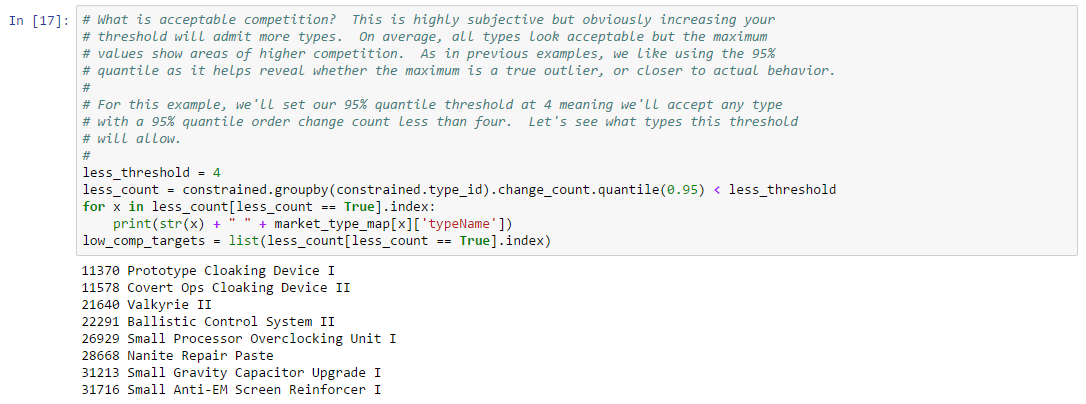 In [17]: # What is acceptable competition?  This is highly subjective but obviously increasing your
# threshold will admit more types.  On average, all types look acceptable but the maximum
# values show areas of higher competition.  As in previous examples, we like using the 95%
# quantile as it helps reveal whether the maximum is a true outlier, or closer to actual behavior.
#
# For this example, we'll set our 95% quantile threshold at 4 meaning we'll accept any type
# with a 95% quantile order change count less than four.  Let's see what types this threshold
# will allow.
#
less_threshold = 4
less_count = constrained.groupby(constrained.type_id).change_count.quantile(0.95) < less_threshold
for x in less_count[less_count == True].index:
    print(str(x) + " " + market_type_map[x]['typeName'])
low_comp_targets = list(less_count[less_count == True].index)
11370 Prototype Cloaking Device I
11578 Covert Ops Cloaking Device II
21640 Valkyrie II
22291 Ballistic Control System II
26929 Small Processor Overclocking Unit I
28668 Nanite Repair Paste
31213 Small Gravity Capacitor Upgrade I
31716 Small Anti-EM Screen Reinforcer I